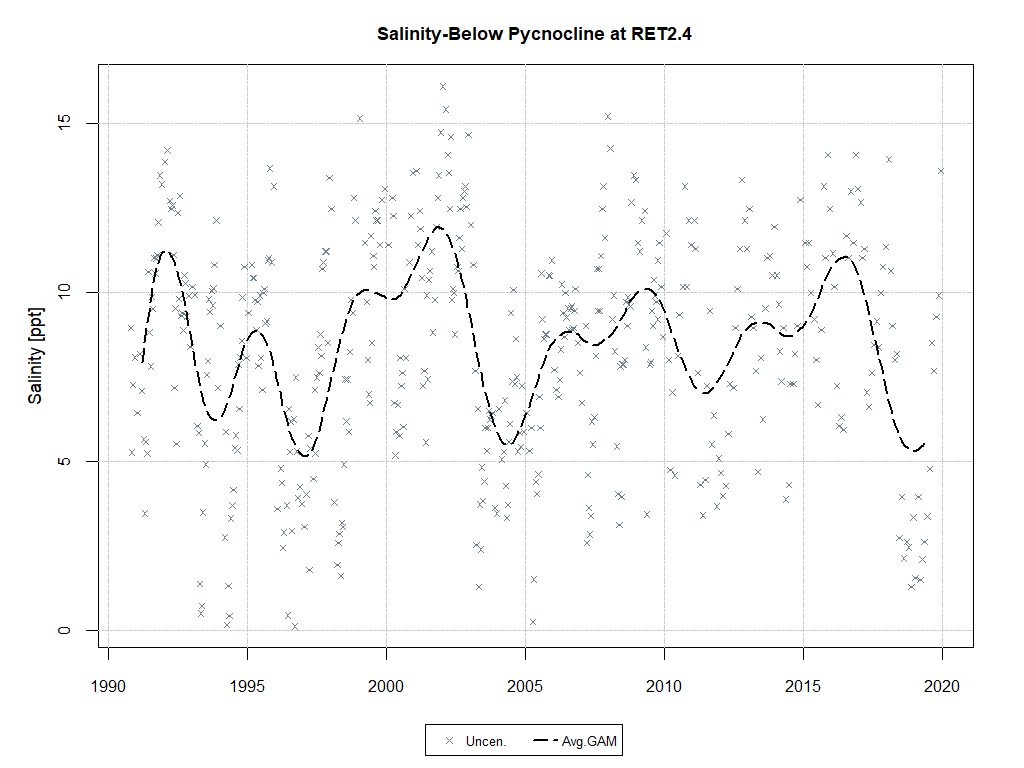 Salinity-Below Pycnocline at RET2.4
Salinity [ppt]
15
10
5
0
1990 1995 2000 2005 2010 2015 2020
Uncen. Avg.GAM